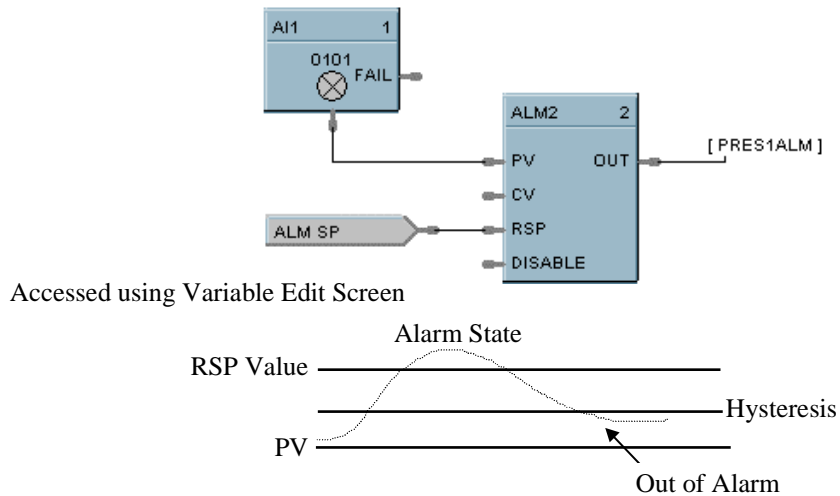 AI1 1
0101
FAIL
ALM2 2
PV OUT
[ PRES1ALM ]
CV
ALM SP
RSP
DISABLE
Accessed using Variable Edit Screen
Alarm State
RSP Value
Hysteresis
PV
Out of Alarm